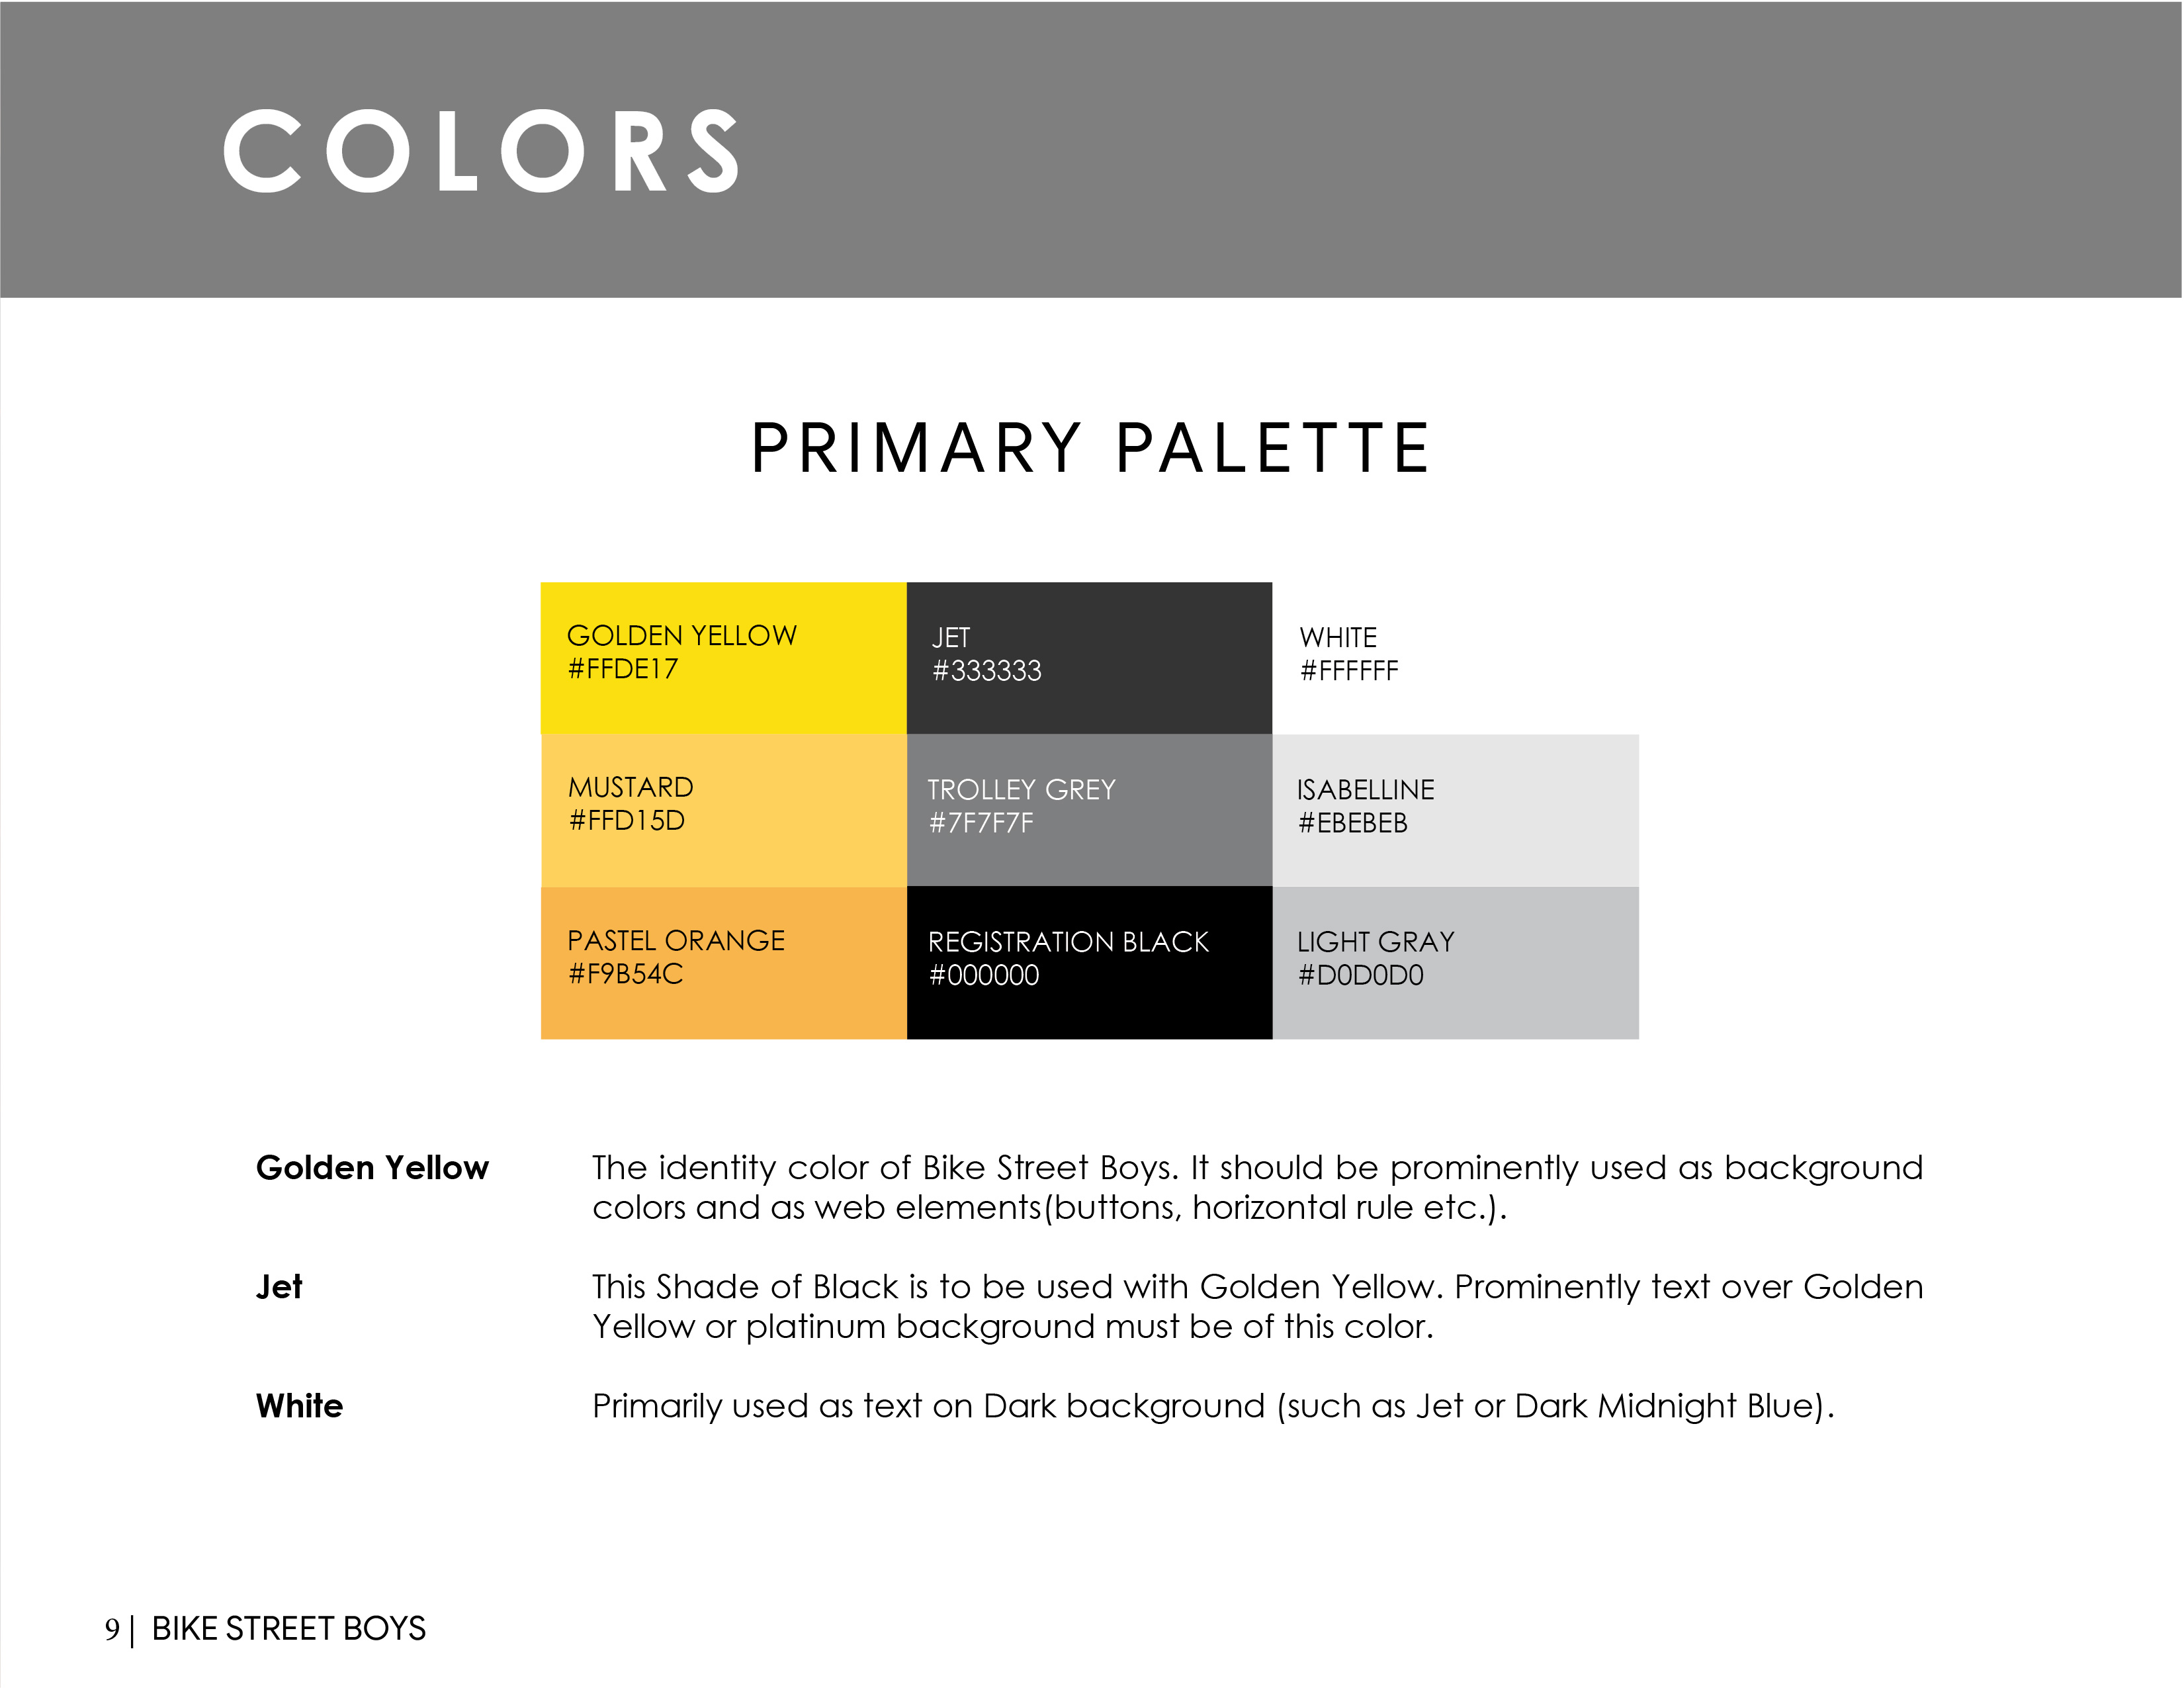 COLORS
PRIMARY PALETTE
GOLDEN YELLOW
#FFDE17
JET
#333333
WHITE
#FFFFFF
MUSTARD
#FFD15D
TROLLEY GREY
#7F7F7F
ISABELLINE
#EBEBEB
PASTEL ORANGE
#F9B54C
REGISTRATION BLACK
#000000
LIGHT GRAY
#D0D0D0
Golden Yellow
The identity color of Bike Street Boys. It should be prominently used as background
colors and as web elements(buttons, horizontal rule etc.).
Jet
This Shade of Black is to be used with Golden Yellow. Prominently text over Golden
Yellow or platinum background must be of this color.
White
Primarily used as text on Dark background (such as Jet or Dark Midnight Blue).
9| BIKE STREET BOYS